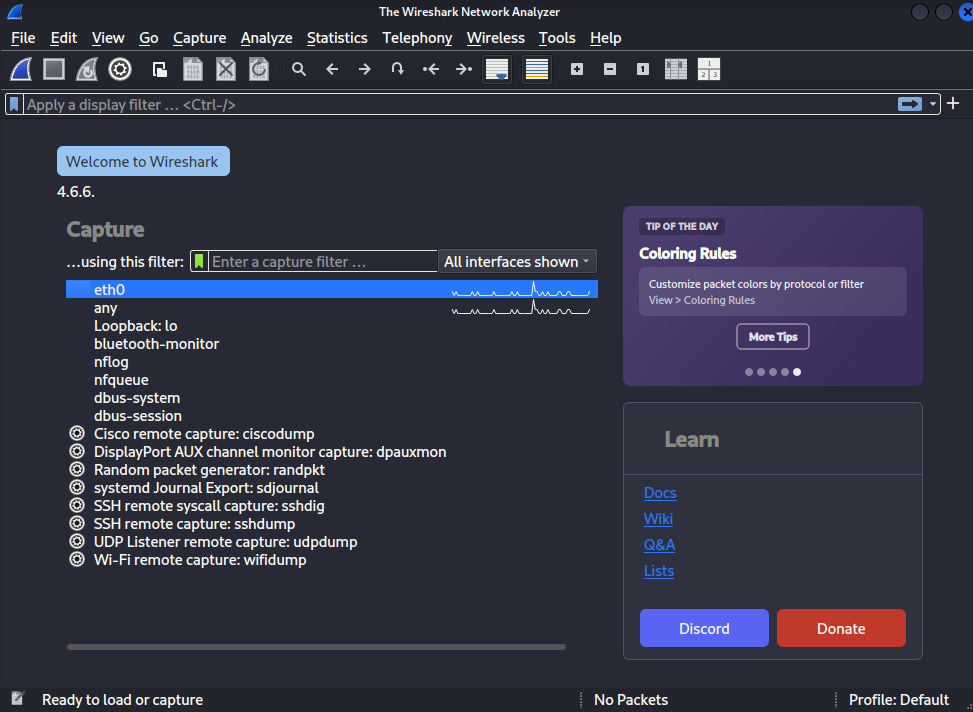 The Wireshark Network Analyzer
File Edit View Go Capture Analyze Statistics Telephony Wireless Tools Help
Apply a display filter … <Ctrl-/>
Welcome to Wireshark
4.6.6.
Capture
…using this filter: Enter a capture filter … All interfaces shown
eth0
any
Loopback: lo
bluetooth-monitor
nflog
nfqueue
dbus-system
dbus-session
Cisco remote capture: ciscodump
DisplayPort AUX channel monitor capture: dpauxmon
Random packet generator: randpkt
systemd Journal Export: sdjournal
SSH remote syscall capture: sshdig
SSH remote capture: sshdump
UDP Listener remote capture: udpdump
Wi-Fi remote capture: wifidump
TIP OF THE DAY
Coloring Rules
Customize packet colors by protocol or filter
View > Coloring Rules
More Tips
Learn
Docs
Wiki
Q&A
Lists
Discord Donate
Ready to load or capture No Packets Profile: Default